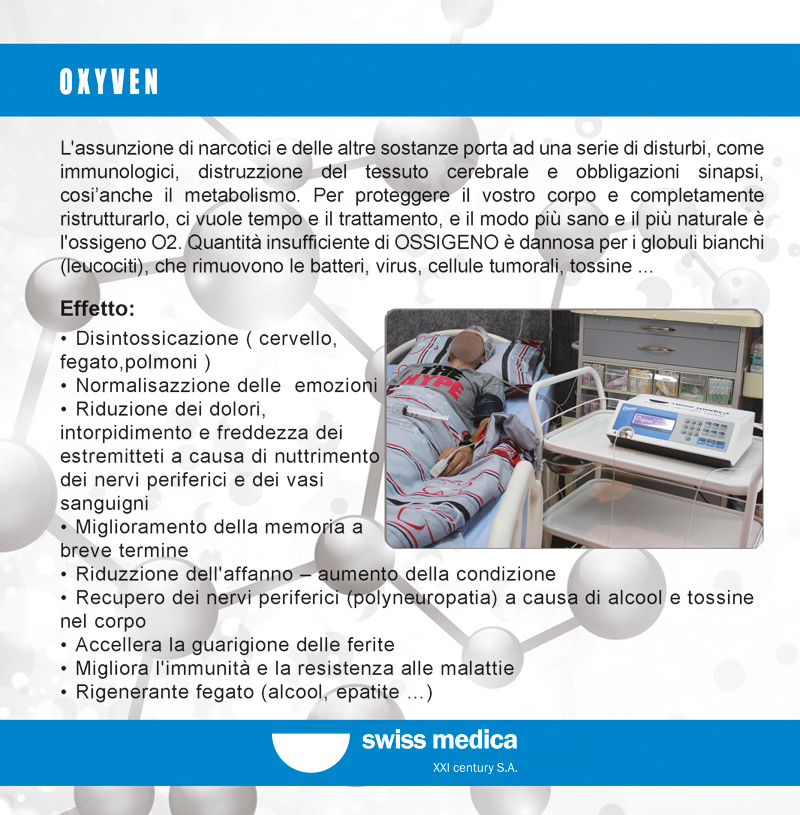 OXYVEN
L'assunzione di narcotici e delle altre sostanze porta ad una serie di disturbi, come
immunologici, distruzzione del tessuto cerebrale e obbligazioni sinapsi,
cosi’anche il metabolismo. Per proteggere il vostro corpo e completamente
ristrutturarlo, ci vuole tempo e il trattamento, e il modo più sano e il più naturale è
l'ossigeno O2. Quantità insufficiente di OSSIGENO è dannosa per i globuli bianchi
(leucociti), che rimuovono le batteri, virus, cellule tumorali, tossine ...
Effetto:
• Disintossicazione ( cervello,
fegato,polmoni )
• Normalisazzione delle emozioni
• Riduzione dei dolori,
intorpidimento e freddezza dei
estremitteti a causa di nuttrimento
dei nervi periferici e dei vasi
sanguigni
• Miglioramento della memoria a
breve termine
• Riduzzione dell'affanno – aumento della condizione
• Recupero dei nervi periferici (polyneuropatia) a causa di alcool e tossine
nel corpo
• Accellera la guarigione delle ferite
• Migliora l'immunità e la resistenza alle malattie
• Rigenerante fegato (alcool, epatite ...)
THE
HYPE
swiss medica
XXI century S.A.